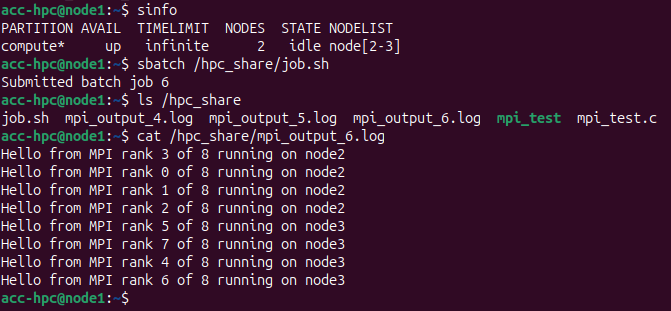 acc-hpc@node1:~$ sinfo
PARTITION AVAIL  TIMELIMIT  NODES  STATE NODELIST
compute*     up   infinite      2   idle node[2-3]
acc-hpc@node1:~$ sbatch /hpc_share/job.sh
Submitted batch job 6
acc-hpc@node1:~$ ls /hpc_share
job.sh  mpi_output_4.log  mpi_output_5.log  mpi_output_6.log  mpi_test  mpi_test.c
acc-hpc@node1:~$ cat /hpc_share/mpi_output_6.log
Hello from MPI rank 3 of 8 running on node2
Hello from MPI rank 0 of 8 running on node2
Hello from MPI rank 1 of 8 running on node2
Hello from MPI rank 2 of 8 running on node2
Hello from MPI rank 5 of 8 running on node3
Hello from MPI rank 7 of 8 running on node3
Hello from MPI rank 4 of 8 running on node3
Hello from MPI rank 6 of 8 running on node3
acc-hpc@node1:~$